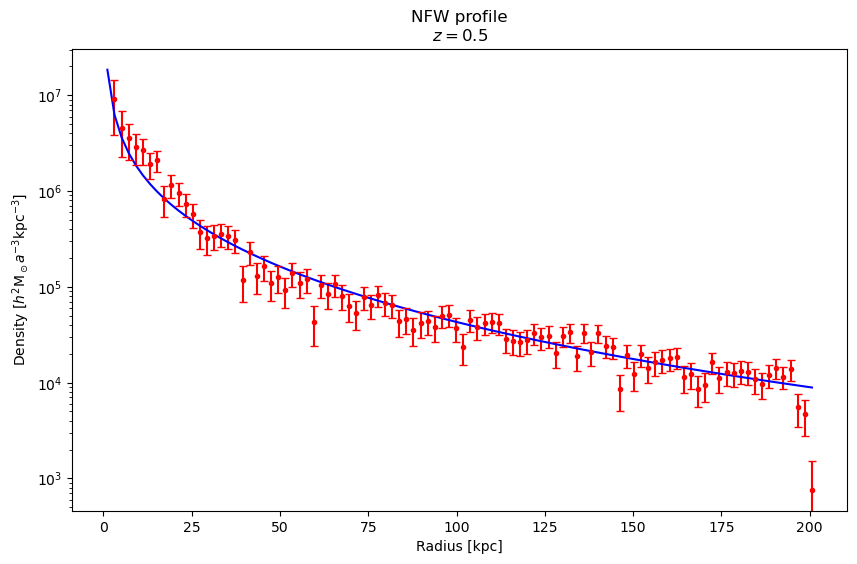 NFW profile
z = 0.5
Density [h²M⊙a⁻³kpc⁻³]
10⁷
10⁶
10⁵
10⁴
10³
0 25 50 75 100 125 150 175 200
Radius [kpc]